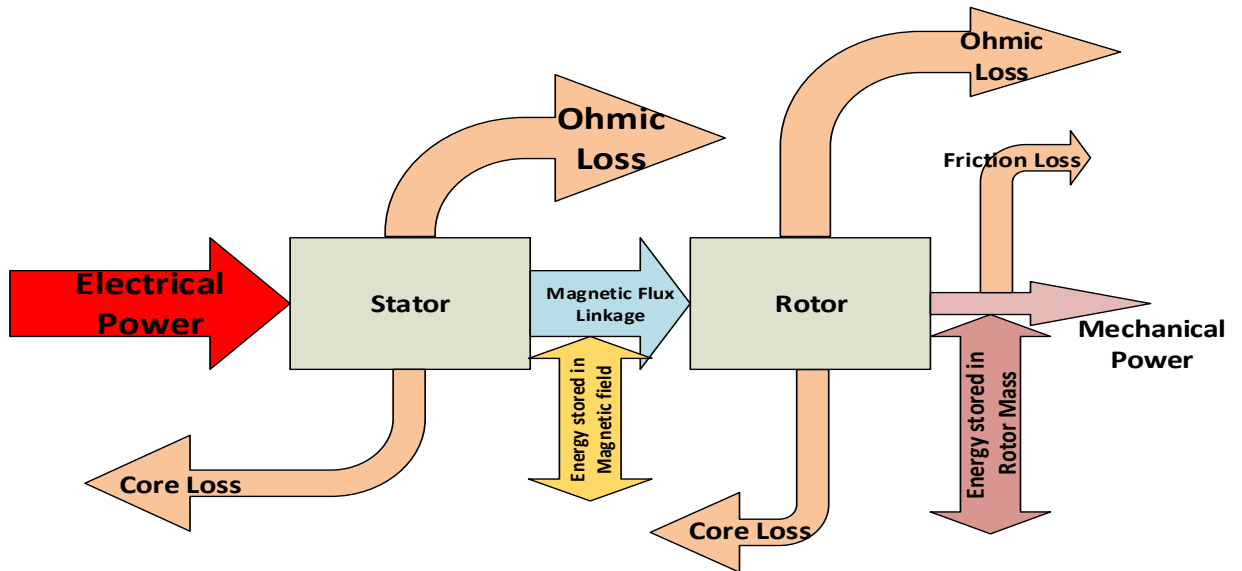 Ohmic
Loss
Ohmic
Loss
Friction Loss
Electrical
Power
Stator
Magnetic Flux
Linkage
Rotor
Mechanical
Power
Energy stored in
Magnetic field
Energy stored in
Rotor Mass
Core Loss
Core Loss